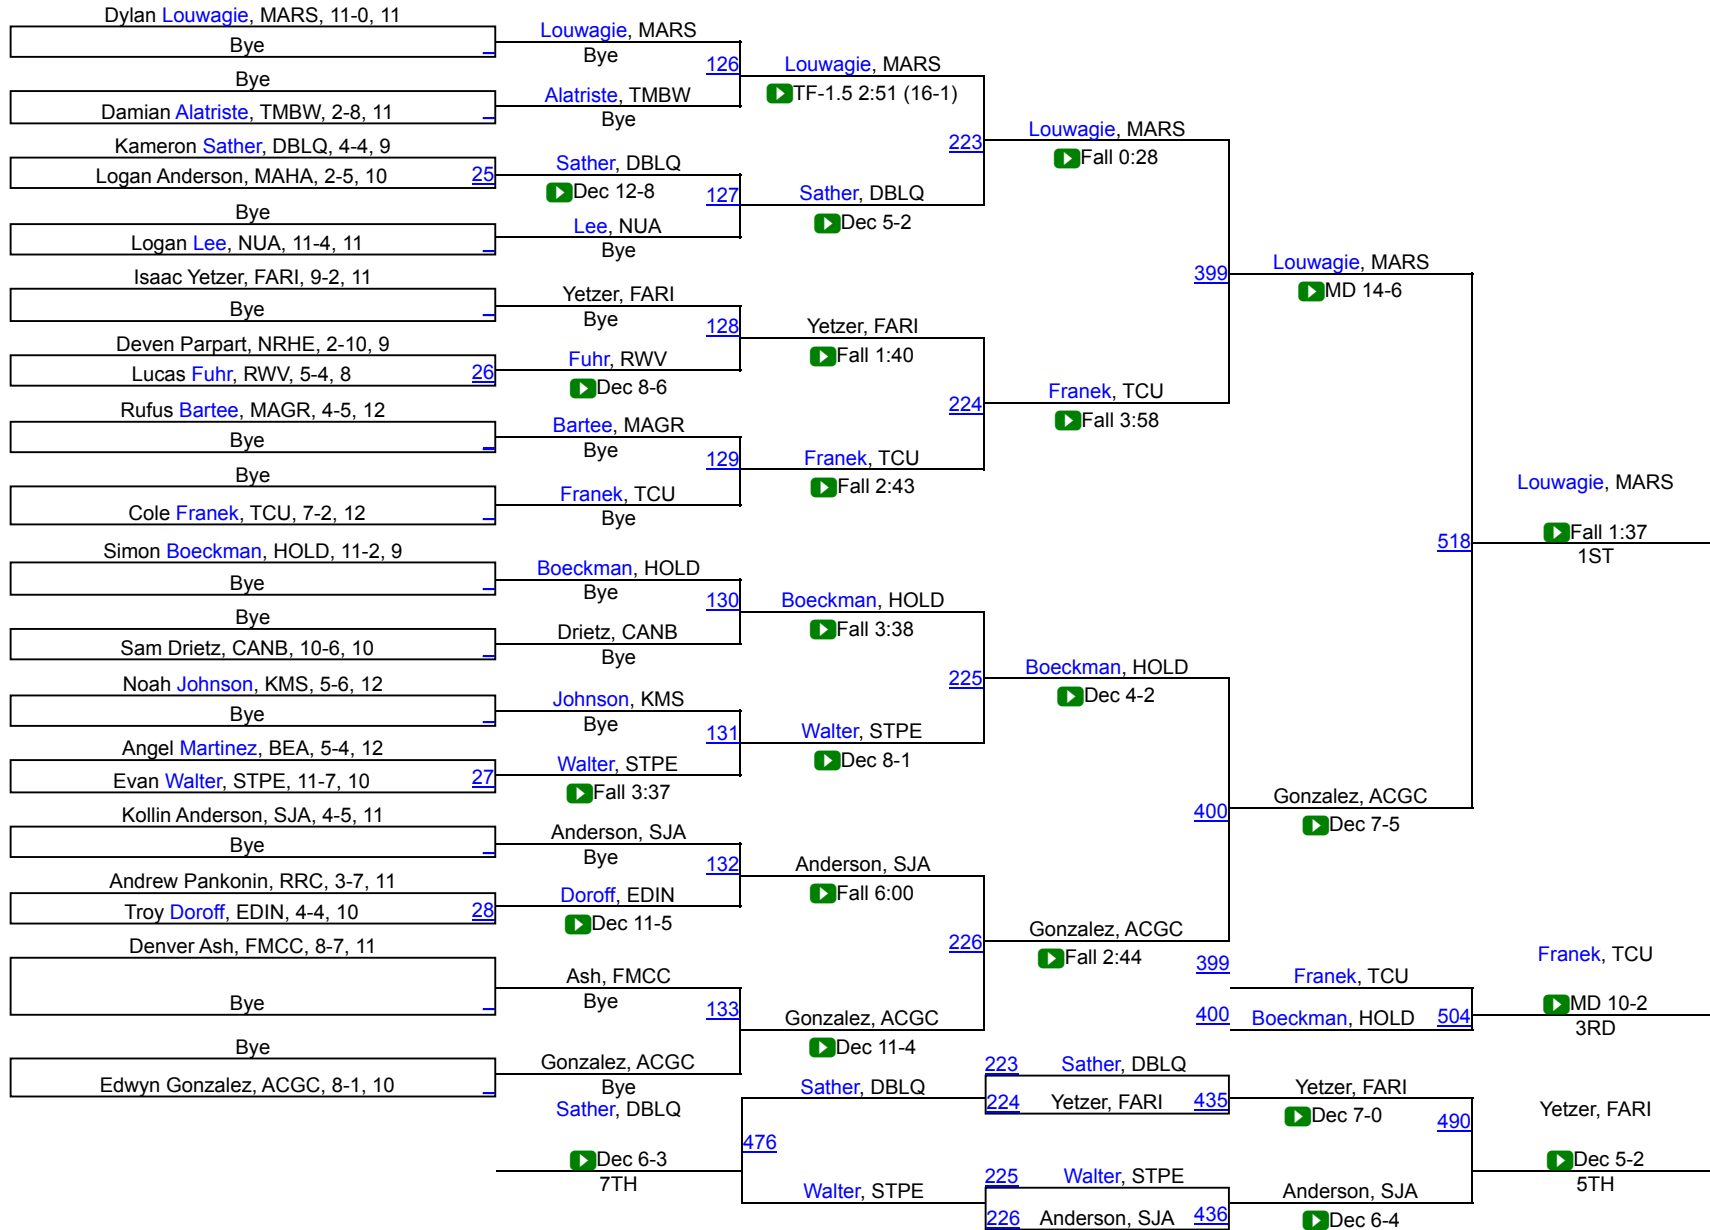 Dylan Louwagie, MARS, 11-0, 11
Bye
Bye
Damian Alatriste, TMBW, 2-8, 11
Kameron Sather, DBLQ, 4-4, 9
Logan Anderson, MAHA, 2-5, 10 25
Bye
Logan Lee, NUA, 11-4, 11
Isaac Yetzer, FARI, 9-2, 11
Bye
Deven Parpart, NRHE, 2-10, 9
Lucas Fuhr, RWV, 5-4, 8 26
Rufus Bartee, MAGR, 4-5, 12
Bye
Bye
Cole Franek, TCU, 7-2, 12
Simon Boeckman, HOLD, 11-2, 9
Bye
Bye
Sam Drietz, CANB, 10-6, 10
Noah Johnson, KMS, 5-6, 12
Bye
Angel Martinez, BEA, 5-4, 12
Evan Walter, STPE, 11-7, 10 27
Kollin Anderson, SJA, 4-5, 11
Bye
Andrew Pankonin, RRC, 3-7, 11
Troy Doroff, EDIN, 4-4, 10 28
Denver Ash, FMCC, 8-7, 11
Bye
Bye
Edwyn Gonzalez, ACGC, 8-1, 10
Louwagie, MARS
Bye
126
Alatriste, TMBW
Bye
Sather, DBLQ
Dec 12-8
127
Lee, NUA
Bye
Yetzer, FARI
Bye
128
Fuhr, RWV
Dec 8-6
Bartee, MAGR
Bye
129
Franek, TCU
Bye
Boeckman, HOLD
Bye
130
Drietz, CANB
Bye
Johnson, KMS
Bye
131
Walter, STPE
Fall 3:37
Anderson, SJA
Bye
132
Doroff, EDIN
Dec 11-5
Ash, FMCC
Bye
133
Gonzalez, ACGC
Bye
Louwagie, MARS
TF-1.5 2:51 (16-1)
223
Sather, DBLQ
Dec 5-2
Yetzer, FARI
Fall 1:40
224
Franek, TCU
Fall 2:43
Boeckman, HOLD
Fall 3:38
225
Walter, STPE
Dec 8-1
Anderson, SJA
Fall 6:00
226
Gonzalez, ACGC
Dec 11-4
Louwagie, MARS
Fall 0:28
399
Franek, TCU
Fall 3:58
Boeckman, HOLD
Dec 4-2
400
Gonzalez, ACGC
Fall 2:44
Louwagie, MARS
MD 14-6
518
Gonzalez, ACGC
Dec 7-5
Louwagie, MARS
Fall 1:37
1ST
399 Franek, TCU
400 Boeckman, HOLD 504
Franek, TCU
MD 10-2
3RD
223 Sather, DBLQ
224 Yetzer, FARI 435
225 Walter, STPE
226 Anderson, SJA 436
Yetzer, FARI
Dec 7-0
490
Anderson, SJA
Dec 6-4
Yetzer, FARI
Dec 5-2
5TH
Sather, DBLQ
476
Walter, STPE
Sather, DBLQ
Dec 6-3
7TH